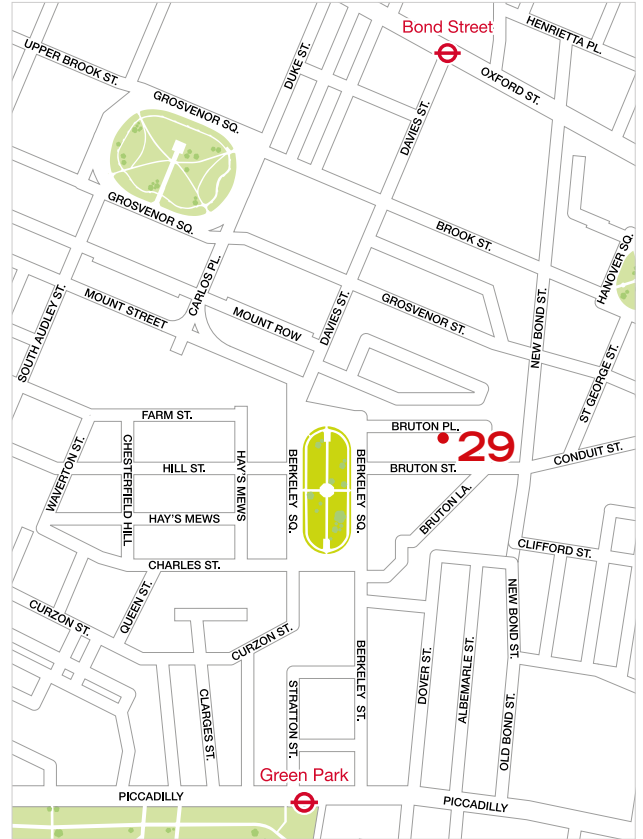 Bond Street
HENRIETTA PL.
UPPER BROOK ST.
DUKE ST.
OXFORD ST.
GROSVENOR SQ.
DAVIES ST.
GROSVENOR SQ.
BROOK ST.
HANOVER SQ.
CARLOS PL.
SOUTH AUDLEY ST.
MOUNT STREET
MOUNT ROW
DAVIES ST.
GROSVENOR ST.
NEW BOND ST.
ST GEORGE ST.
FARM ST.
BRUTON PL.
29
WAVERTON ST.
CHESTERFIELD HILL
HAY'S MEWS
BERKELEY SQ.
BERKELEY SQ.
CONDUIT ST.
HILL ST.
BRUTON ST.
BRUTON LA.
HAY'S MEWS
CLIFFORD ST.
CHARLES ST.
QUEEN ST.
CURZON ST.
CURZON ST.
NEW BOND ST.
BERKELEY ST.
DOVER ST.
ALBEMARLE ST.
CLARGES ST.
STRATTON ST.
OLD BOND ST.
Green Park
PICCADILLY
PICCADILLY